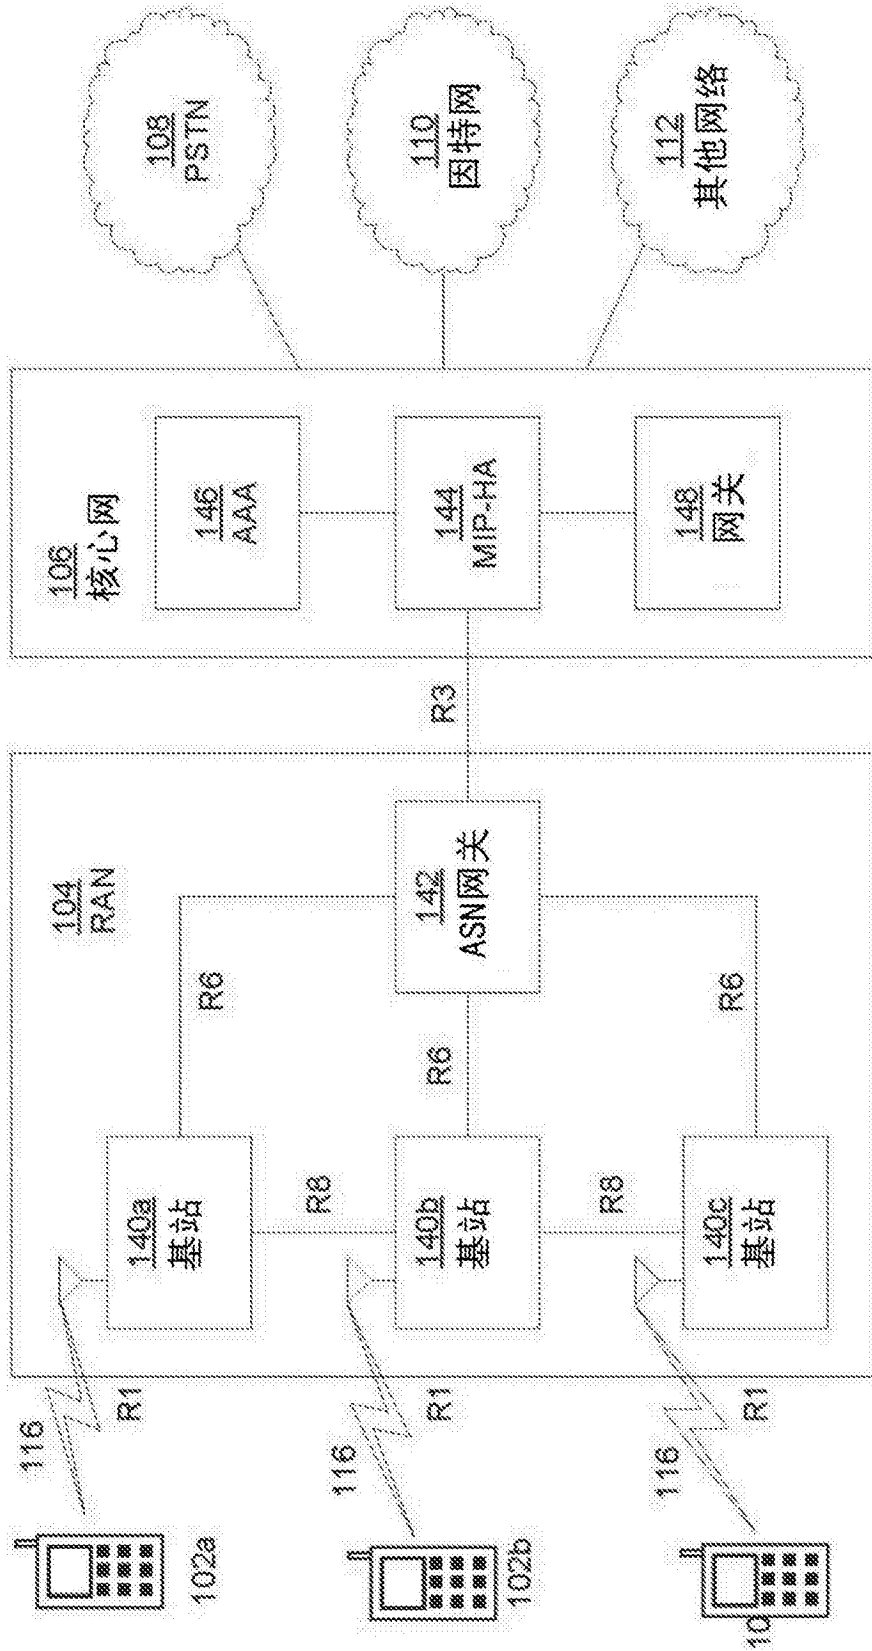 102a
116
R1
102b
116
R1
10
116
R1
104
RAN
140a
基站
R8
140b
基站
R8
140c
基站
R6
R6
R6
142
ASN网关
R3
106
核心网
146
AAA
144
MIP-HA
148
网关
108
PSTN
110
因特网
112
其他网络